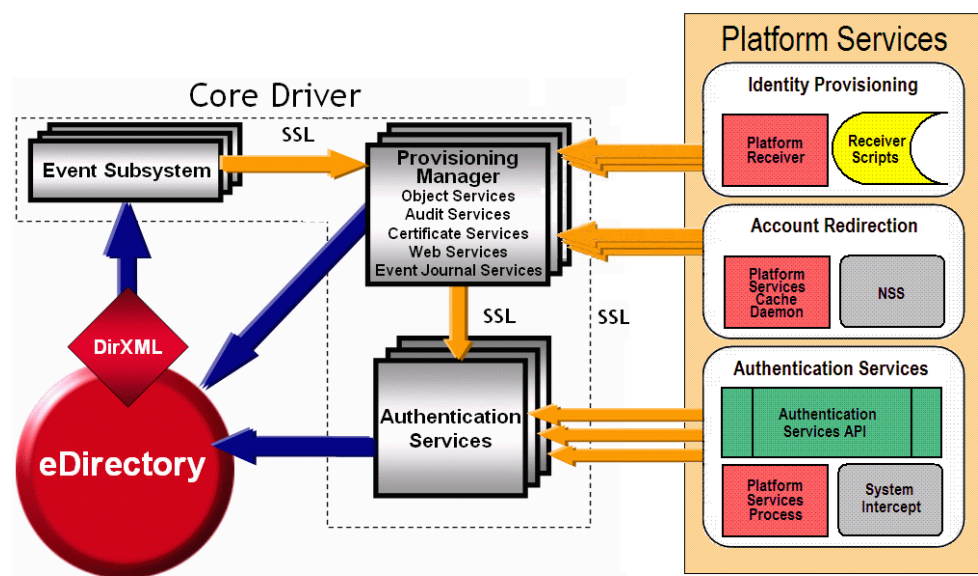 Platform Services
Identity Provisioning
Platform
Receiver
Receiver
Scripts
Account Redirection
Platform
Services
Cache
Daemon
NSS
Authentication Services
Authentication
Services API
Platform
Services
Process
System
Intercept
Core Driver
SSL
Event Subsystem
Provisioning
Manager
Object Services
Audit Services
Certificate Services
Web Services
Event Journal Services
SSL
SSL
DirXML
Authentication
Services
eDirectory